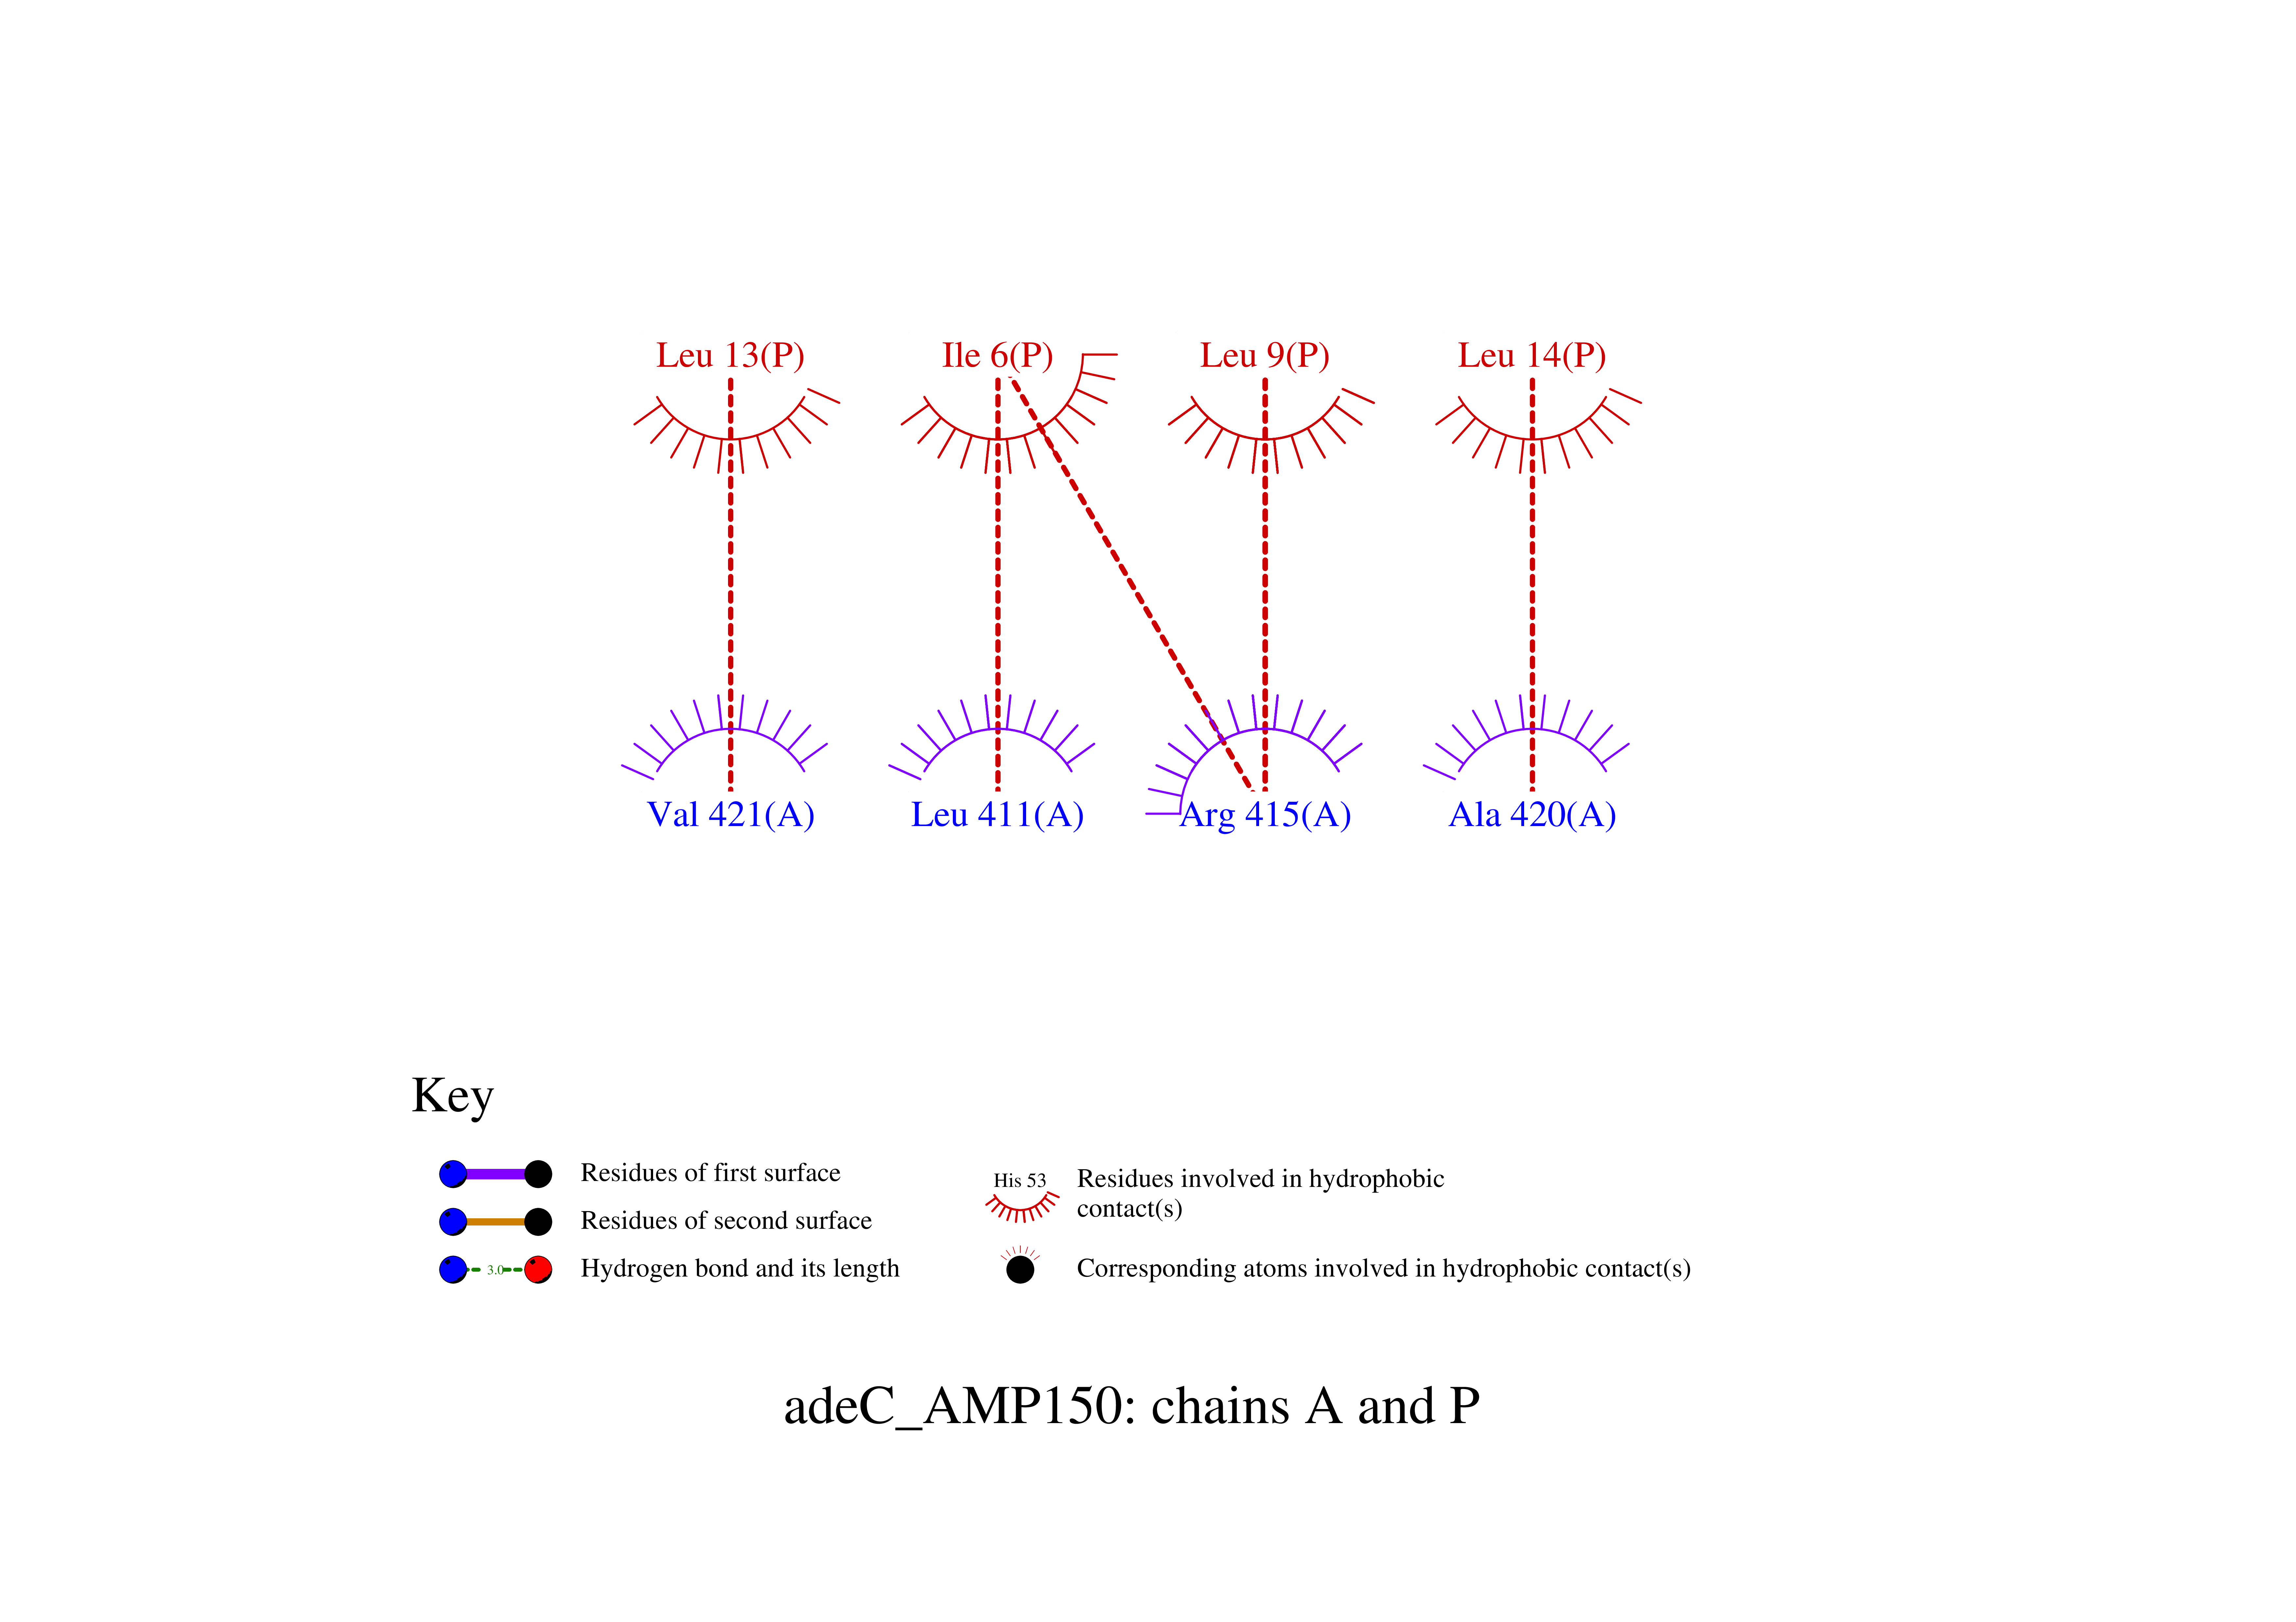 Leu 13(P) Ile 6(P) Leu 9(P) Leu 14(P)
Val 421(A) Leu 411(A) Arg 415(A) Ala 420(A)
Key
Residues of first surface
Residues of second surface
3.0 Hydrogen bond and its length
His 53 Residues involved in hydrophobic
contact(s)
Corresponding atoms involved in hydrophobic contact(s)
adeC_AMP150: chains A and P